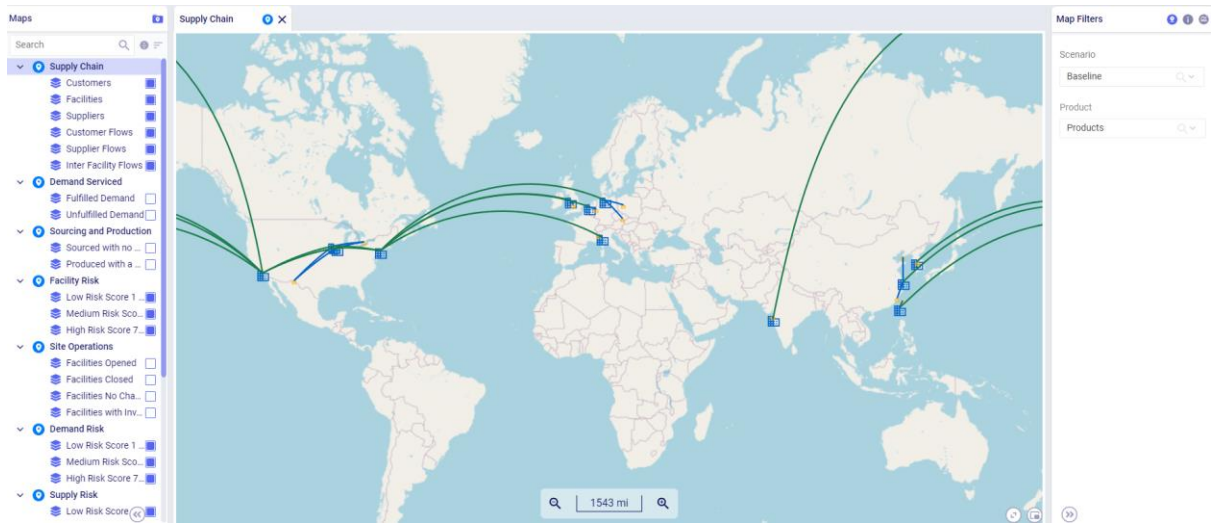 Maps
Supply Chain
Map Filters
Search
Supply Chain
Customers
Facilities
Suppliers
Customer Flows
Supplier Flows
Inter Facility Flows
Demand Serviced
Fulfilled Demand
Unfulfilled Demand
Sourcing and Production
Sourced with no ...
Produced with a ...
Facility Risk
Low Risk Score 1 ...
Medium Risk Sco...
High Risk Score 7...
Site Operations
Facilities Opened
Facilities Closed
Facilities No Cha...
Facilities with Inv...
Demand Risk
Low Risk Score 1 ...
Medium Risk Sco...
High Risk Score 7...
Supply Risk
Low Risk Score
1543 mi
Scenario
Baseline
Product
Products